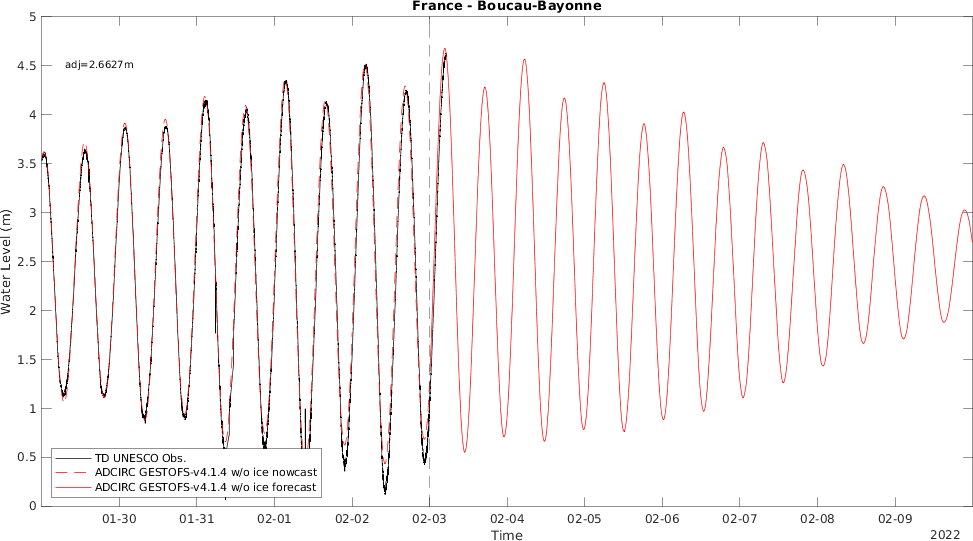 France - Boucau-Bayonne
5
4.5
4
3.5
3
2.5
2
1.5
1
0.5
0
Water Level (m)
adj=2.6627m
TD UNESCO Obs.
ADCIRC GESTOFS-v4.1.4 w/o ice nowcast
ADCIRC GESTOFS-v4.1.4 w/o ice forecast
01-30 01-31 02-01 02-02 02-03 02-04 02-05 02-06 02-07 02-08 02-09
Time
2022